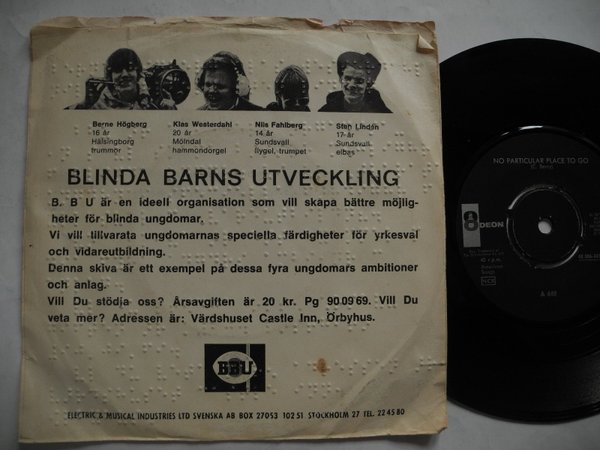 Berne Högberg
16 år
Hälsingborg
trummor
Klas Westerdahl
20 år
Mölndal
hammondorgel
Nils Fahlberg
14 år
Sundsvall
flygel, trumpet
Sten Lindén
17 år
Sundsvall
elbas
BLINDA BARNS UTVECKLING
B. B U är en ideell organisation som vill skapa bättre möjlig-
heter för blinda ungdomar.
Vi vill tillvarata ungdomarnas speciella färdigheter för yrkesval
och vidareutbildning.
Denna skiva är ett exempel på dessa fyra ungdomars ambitioner
och anlag.
Vill Du stödja oss? Årsavgiften är 20 kr. Pg 90.09 69. Vill Du
veta mer? Adressen är: Värdshuset Castle Inn, Örbyhus.
BBU
ELECTRIC & MUSICAL INDUSTRIES LTD SVENSKA AB BOX 27053 102 51 STOCKHOLM 27 TEL. 22 45 80
NO PARTICULAR PLACE TO GO
(C. Berry)
ODEON
NCB